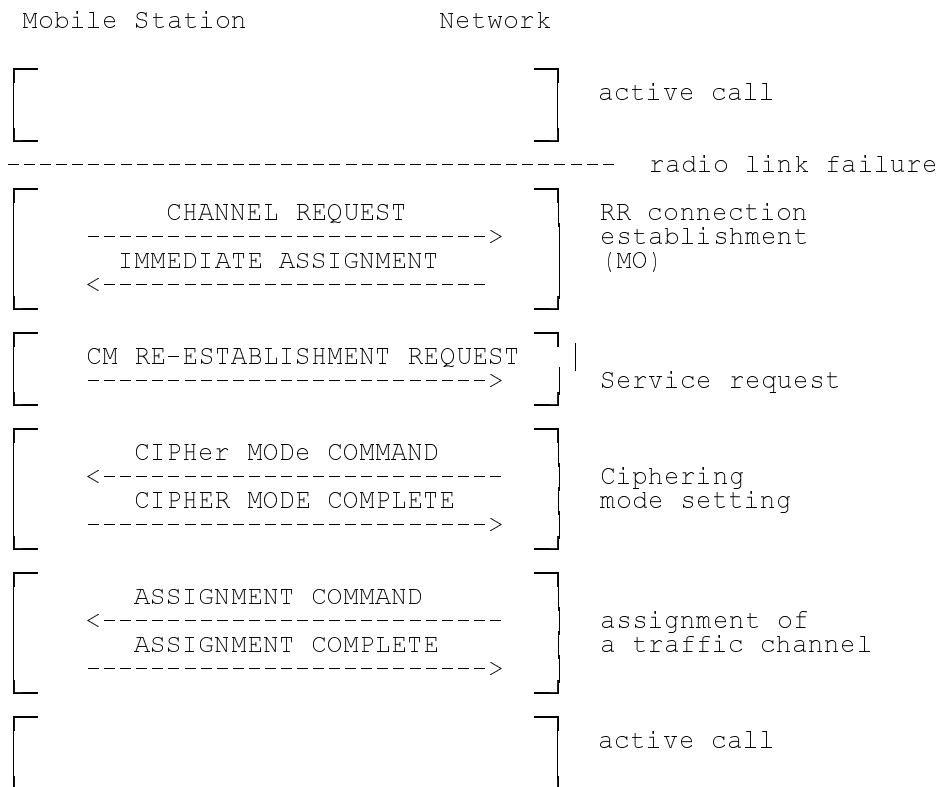 Mobile Station Network
active call
radio link failure
CHANNEL REQUEST RR connection
establishment
IMMEDIATE ASSIGNMENT (MO)
CM RE-ESTABLISHMENT REQUEST
Service request
CIPHer MODe COMMAND
Ciphering
CIPHER MODE COMPLETE mode setting
ASSIGNMENT COMMAND
assignment of
ASSIGNMENT COMPLETE a traffic channel
active call